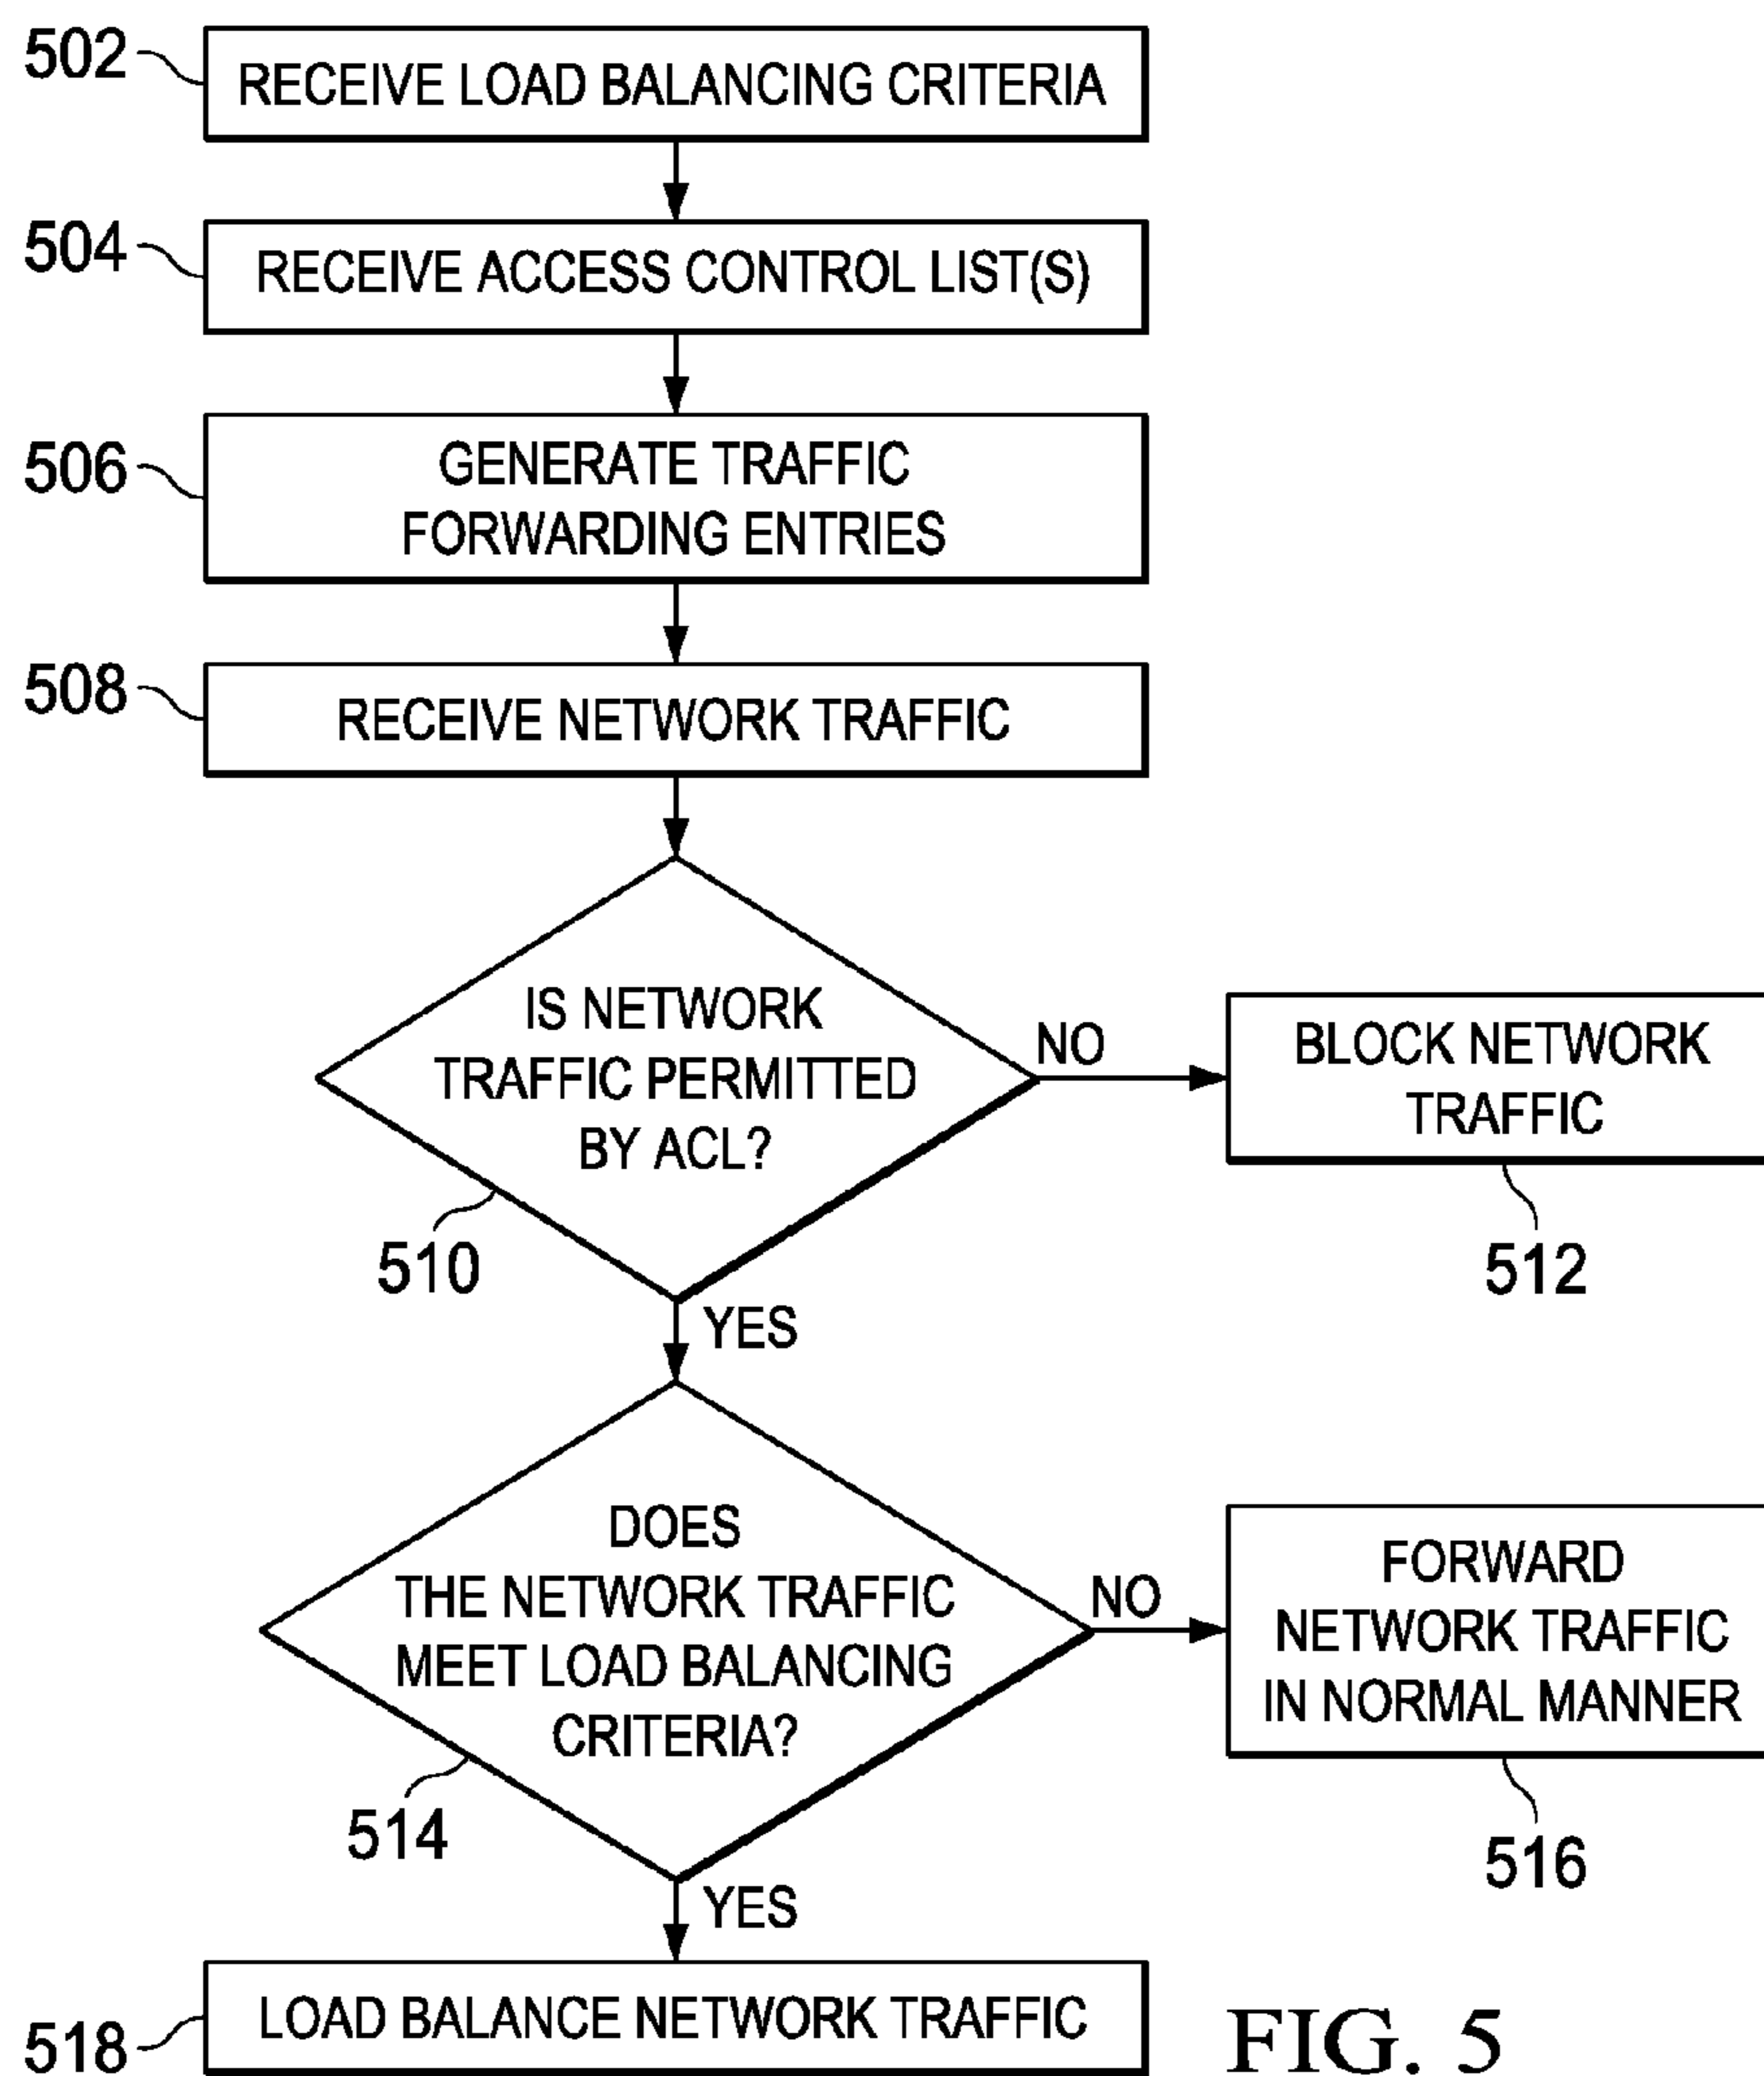 502
RECEIVE LOAD BALANCING CRITERIA
504
RECEIVE ACCESS CONTROL LIST(S)
506
GENERATE TRAFFIC
FORWARDING ENTRIES
508
RECEIVE NETWORK TRAFFIC
IS NETWORK
TRAFFIC PERMITTED
BY ACL?
510
NO
BLOCK NETWORK
TRAFFIC
512
YES
DOES
THE NETWORK TRAFFIC
MEET LOAD BALANCING
CRITERIA?
514
NO
FORWARD
NETWORK TRAFFIC
IN NORMAL MANNER
516
YES
518
LOAD BALANCE NETWORK TRAFFIC
FIG. 5